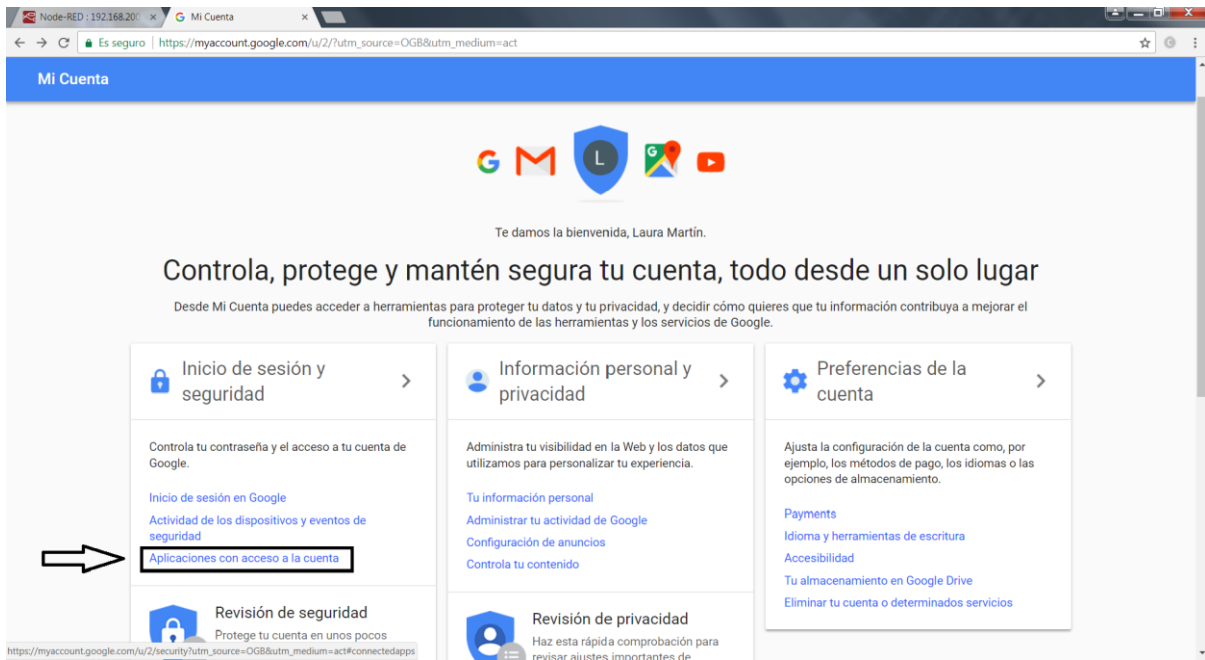 Node-RED : 192.168.200
Mi Cuenta
Es seguro
https://myaccount.google.com/u/2/?utm_source=OGB&utm_medium=act
Mi Cuenta
L
Te damos la bienvenida, Laura Martín.
Controla, protege y mantén segura tu cuenta, todo desde un solo lugar
Desde Mi Cuenta puedes acceder a herramientas para proteger tu datos y tu privacidad, y decidir cómo quieres que tu información contribuya a mejorar el
funcionamiento de las herramientas y los servicios de Google.
Inicio de sesión y
seguridad
Controla tu contraseña y el acceso a tu cuenta de
Google.
Inicio de sesión en Google
Actividad de los dispositivos y eventos de
seguridad
Aplicaciones con acceso a la cuenta
Revisión de seguridad
Protege tu cuenta en unos pocos
Información personal y
privacidad
Administra tu visibilidad en la Web y los datos que
utilizamos para personalizar tu experiencia.
Tu información personal
Administrar tu actividad de Google
Configuración de anuncios
Controla tu contenido
Revisión de privacidad
Haz esta rápida comprobación para
revisar ajustes importantes de
Preferencias de la
cuenta
Ajusta la configuración de la cuenta como, por
ejemplo, los métodos de pago, los idiomas o las
opciones de almacenamiento.
Payments
Idioma y herramientas de escritura
Accesibilidad
Tu almacenamiento en Google Drive
Eliminar tu cuenta o determinados servicios
https://myaccount.google.com/u/2/security?utm_source=OGB&utm_medium=act#connectedapps